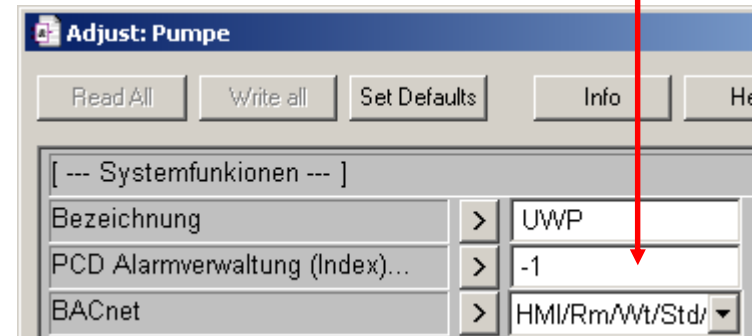 Adjust: Pumpe
Read All Write all Set Defaults Info
[ --- Systemfunkionen --- ]
Bezeichnung > UWP
PCD Alarmverwaltung (Index)... > -1
BACnet > HMI/Rm/Wt/Std/